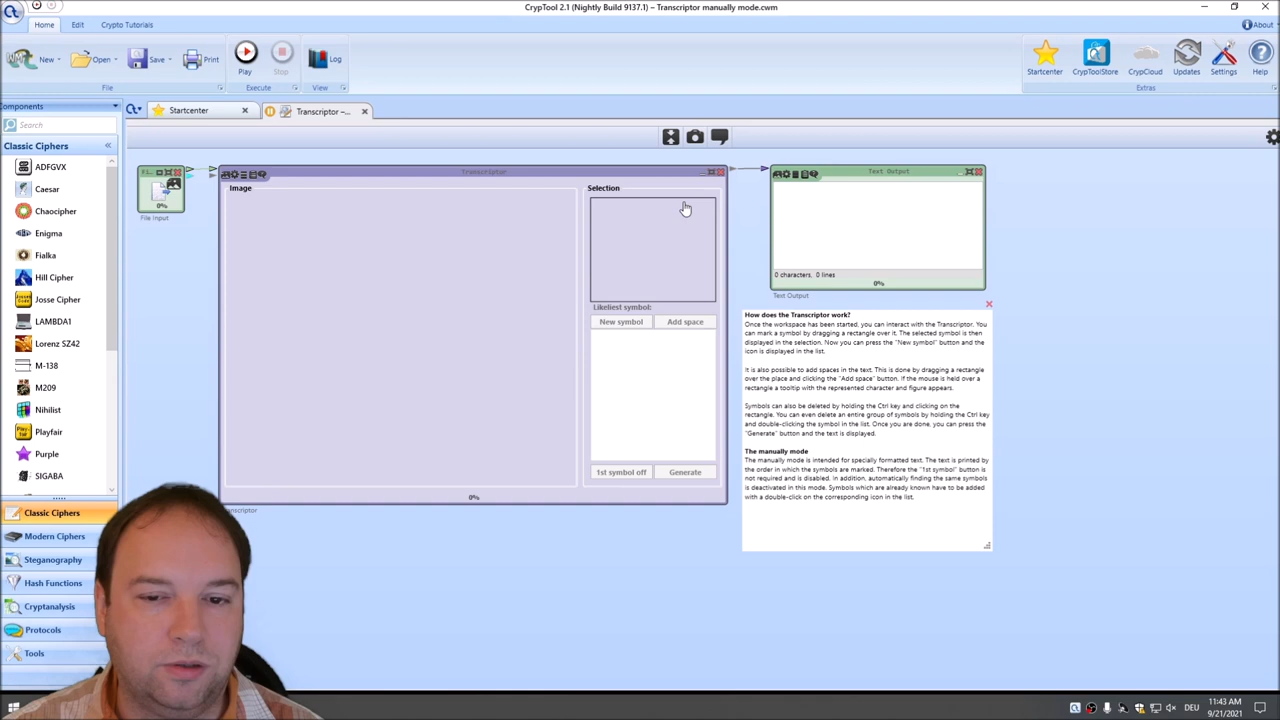 CrypTool 2.1 (Nightly Build 9137.1) – Transcriptor manually mode.cwm
Home
Edit
Crypto Tutorials
About
New
Open
Save
Print
Play
Stop
Log
Startcenter
CrypToolStore
CrypCloud
Updates
Settings
Help
File
Execute
View
Extras
Components
Startcenter
Transcriptor –...
Search
Classic Ciphers
ADFGVX
Caesar
Chaocipher
Enigma
Fialka
Hill Cipher
Josse Cipher
LAMBDA1
Lorenz SZ42
M-138
M209
Nihilist
Playfair
Purple
SIGABA
Classic Ciphers
Modern Ciphers
Steganography
Hash Functions
Cryptanalysis
Protocols
Tools
0%
File Input
Transcriptor
Image
Selection
Likeliest symbol:
New symbol
Add space
1st symbol off
Generate
0%
Text Output
0 characters, 0 lines
0%
Text Output
How does the Transcriptor work?
Once the workspace has been started, you can interact with the Transcriptor. You
can mark a symbol by dragging a rectangle over it. The selected symbol is then
displayed in the selection. Now you can press the "New symbol" button and the
icon is displayed in the list.
It is also possible to add spaces in the text. This is done by dragging a rectangle
over the place and clicking the "Add space" button. If the mouse is held over a
rectangle a tooltip with the represented character and figure appears.
Symbols can also be deleted by holding the Ctrl key and clicking on the
rectangle. You can even delete an entire group of symbols by holding the Ctrl
key and double-clicking the symbol in the list. Once you are done, you can press the
"Generate" button and the text is displayed.
The manually mode
The manually mode is intended for specially formatted text. The text is printed by
the order in which the symbols are marked. Therefore the "1st symbol" button is
not required and is disabled. In addition, automatically finding the same symbols
is deactivated in this mode. Symbols which are already known have to be added
with a double-click on the corresponding icon in the list.
DEU
11:43 AM
9/21/2021